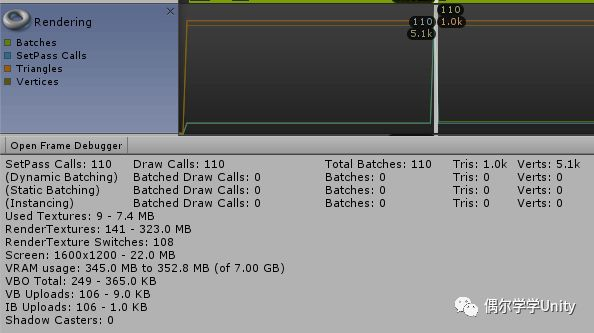 Rendering
Batches
SetPass Calls
Triangles
Vertices
110
110
1.0k
5.1k
Open Frame Debugger
SetPass Calls: 110 Draw Calls: 110 Total Batches: 110 Tris: 1.0k Verts: 5.1k
(Dynamic Batching) Batched Draw Calls: 0 Batches: 0 Tris: 0 Verts: 0
(Static Batching) Batched Draw Calls: 0 Batches: 0 Tris: 0 Verts: 0
(Instancing) Batched Draw Calls: 0 Batches: 0 Tris: 0 Verts: 0
Used Textures: 9 - 7.4 MB
RenderTextures: 141 - 323.0 MB
RenderTexture Switches: 108
Screen: 1600x1200 - 22.0 MB
VRAM usage: 345.0 MB to 352.8 MB (of 7.00 GB)
VBO Total: 249 - 365.0 KB
VB Uploads: 106 - 9.0 KB
IB Uploads: 106 - 1.0 KB
Shadow Casters: 0
偶尔学学Unity